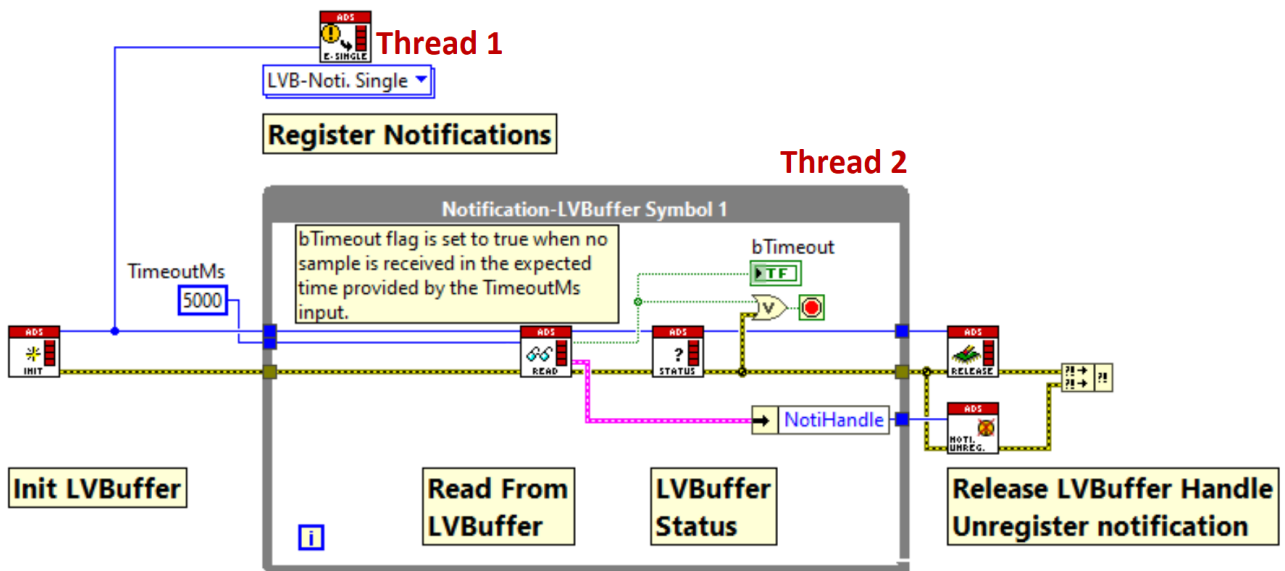 ADS
E-SINGLE
Thread 1
LVB-Noti. Single
Register Notifications
Thread 2
Notification-LVBuffer Symbol 1
bTimeout flag is set to true when no
sample is received in the expected
time provided by the TimeoutMs
input.
bTimeout
TF
TimeoutMs
5000
V
ADS
INIT
ADS
READ
ADS
?
STATUS
ADS
RELEASE
?!
?!
?!
NotiHandle
ADS
NOTI.
UNREG.
Init LVBuffer
Read From
LVBuffer
LVBuffer
Status
Release LVBuffer Handle
Unregister notification
i